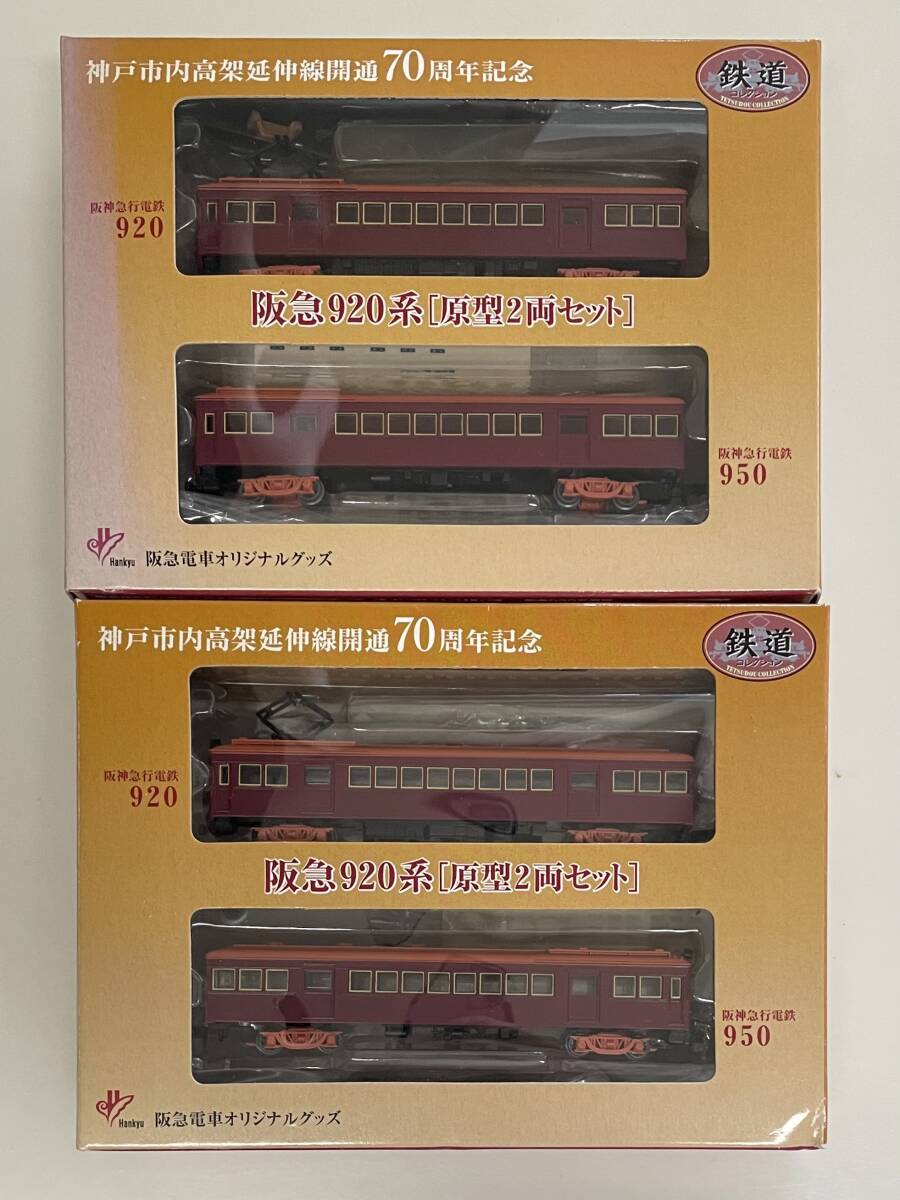 神戸市内高架延伸線開通70周年記念
鉄道
コレクション
TETSUDOU COLLECTION
阪神急行電鉄
920
阪急920系[原型2両セット]
阪神急行電鉄
950
Hankyu 阪急電車オリジナルグッズ
神戸市内高架延伸線開通70周年記念
鉄道
コレクション
TETSUDOU COLLECTION
阪神急行電鉄
920
阪急920系[原型2両セット]
阪神急行電鉄
950
Hankyu 阪急電車オリジナルグッズ